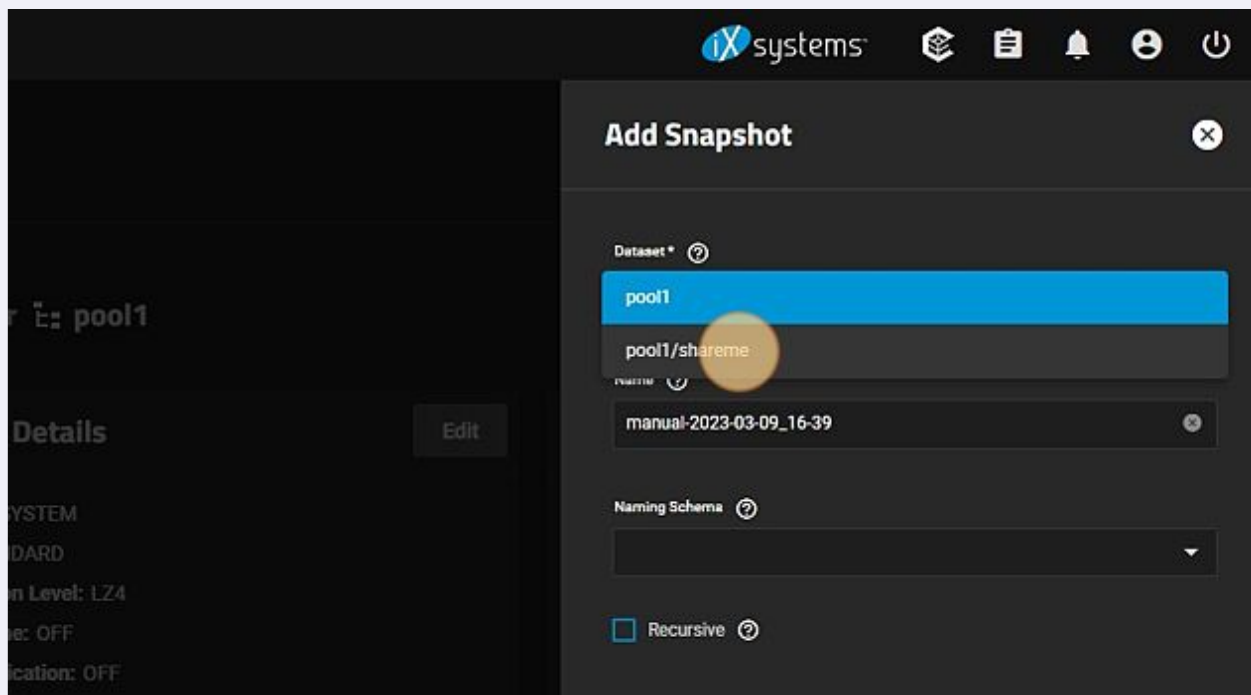 iX systems
Add Snapshot
Dataset *
pool1
pool1/shareme
Name
manual-2023-03-09_16-39
Naming Schema
Recursive
r pool1
Details
Edit
YSTEM
DARD
n Level: LZ4
e: OFF
ication: OFF